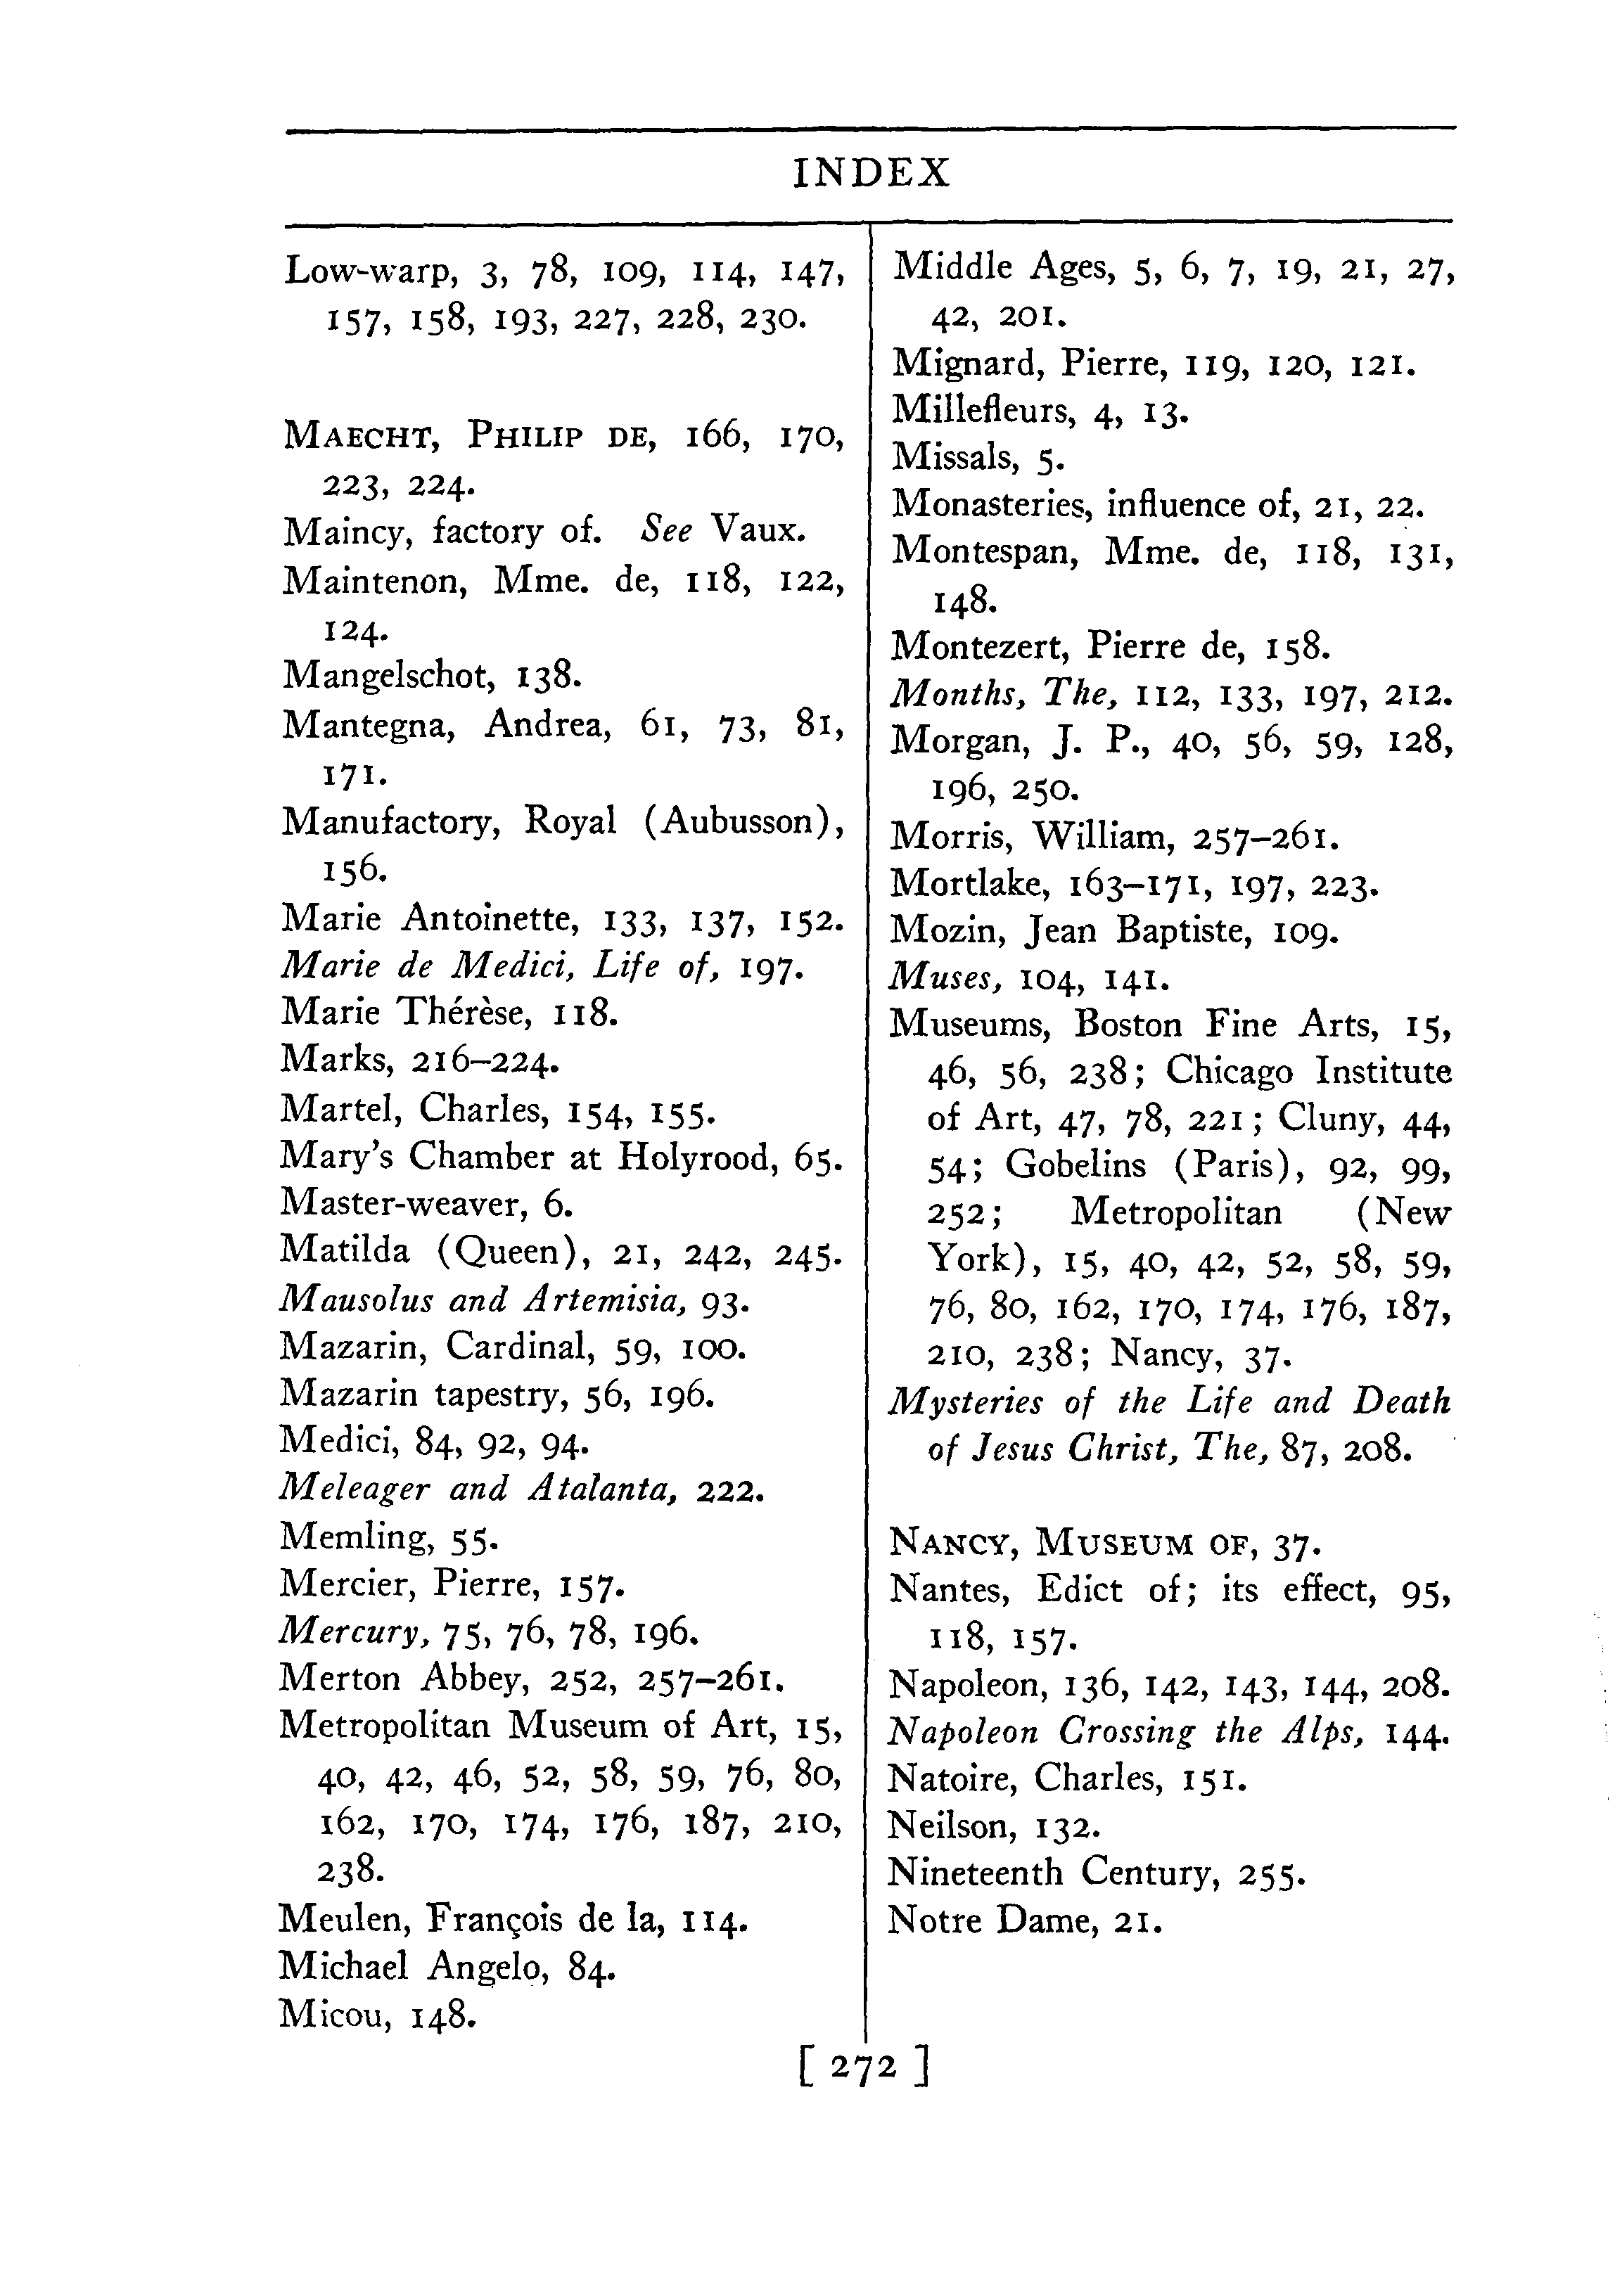 INDEX
Low-warp, 3, 78, 109, 114, 147,
157, 158, 193, 227, 228, 230.
MAECHT, PHILIP DE, 166, 170,
223, 224.
Maincy, factory of. See Vaux.
Maintenon, Mme. de, 118, 122,
124.
Mangelschot, 138.
Mantegna, Andrea, 61, 73, 81,
171.
Manufactory, Royal (Aubusson),
156.
Marie Antoinette, 133, 137, 152.
Marie de Medici, Life of, 197.
Marie Thérèse, 118.
Marks, 216–224.
Martel, Charles, 154, 155.
Mary's Chamber at Holyrood, 65.
Master-weaver, 6.
Matilda (Queen), 21, 242, 245.
Mausolus and Artemisia, 93.
Mazarin, Cardinal, 59, 100.
Mazarin tapestry, 56, 196.
Medici, 84, 92, 94.
Meleager and Atalanta, 222.
Memling, 55.
Mercier, Pierre, 157.
Mercury, 75, 76, 78, 196.
Merton Abbey, 252, 257–261.
Metropolitan Museum of Art, 15,
40, 42, 46, 52, 58, 59, 76, 80,
162, 170, 174, 176, 187, 210,
238.
Meulen, François de la, 114.
Michael Angelo, 84.
Micou, 148.
Middle Ages, 5, 6, 7, 19, 21, 27,
42, 201.
Mignard, Pierre, 119, 120, 121.
Millefleurs, 4, 13.
Missals, 5.
Monasteries, influence of, 21, 22.
Montespan, Mme. de, 118, 131,
148.
Montezert, Pierre de, 158.
Months, The, 112, 133, 197, 212.
Morgan, J. P., 40, 56, 59, 128,
196, 250.
Morris, William, 257–261.
Mortlake, 163–171, 197, 223.
Mozin, Jean Baptiste, 109.
Muses, 104, 141.
Museums, Boston Fine Arts, 15,
46, 56, 238; Chicago Institute
of Art, 47, 78, 221; Cluny, 44,
54; Gobelins (Paris), 92, 99,
252; Metropolitan (New
York), 15, 40, 42, 52, 58, 59,
76, 80, 162, 170, 174, 176, 187,
210, 238; Nancy, 37.
Mysteries of the Life and Death
of Jesus Christ, The, 87, 208.
NANCY, MUSEUM OF, 37.
Nantes, Edict of; its effect, 95,
118, 157.
Napoleon, 136, 142, 143, 144, 208.
Napoleon Crossing the Alps, 144.
Natoire, Charles, 151.
Neilson, 132.
Nineteenth Century, 255.
Notre Dame, 21.
[ 272 ]